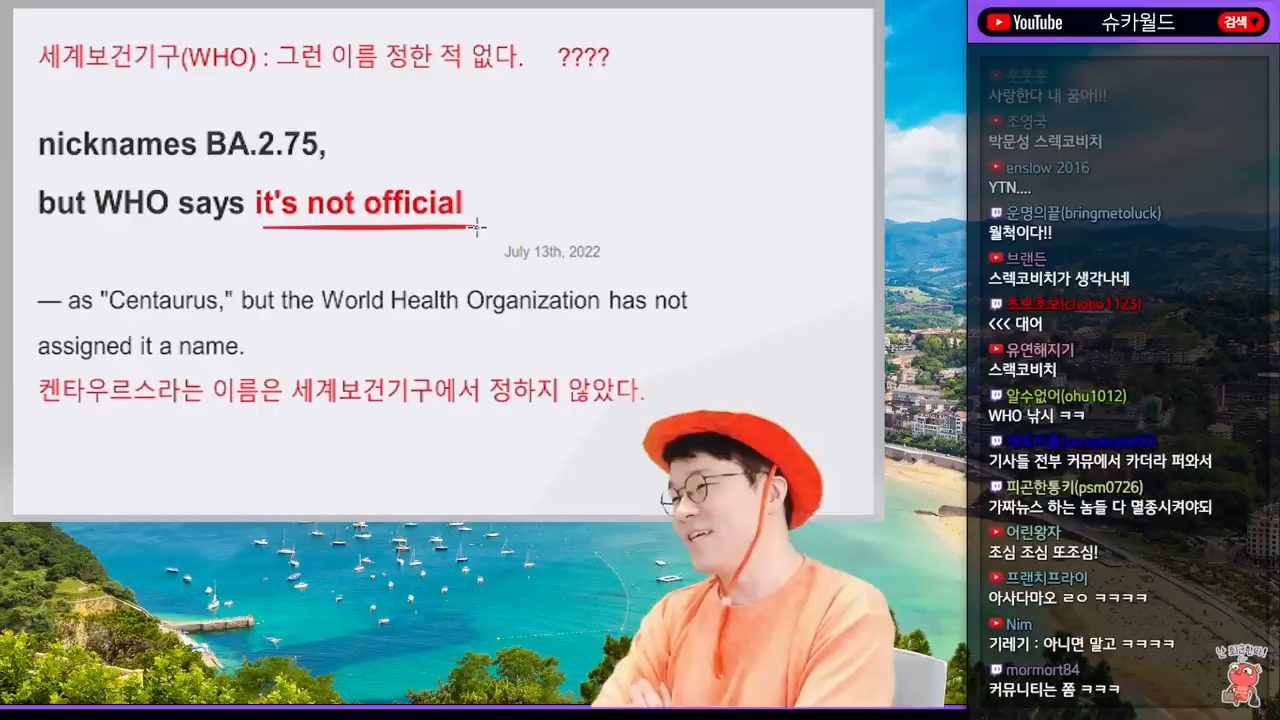 세계보건기구(WHO) : 그런 이름 정한 적 없다. ????
nicknames BA.2.75,
but WHO says it's not official
July 13th, 2022
— as "Centaurus," but the World Health Organization has not
assigned it a name.
켄타우르스라는 이름은 세계보건기구에서 정하지 않았다.
YouTube 슈카월드 검색
사랑한다 내 꿈아!!!
조영국
박문성 스렉코비치
enslow 2016
YTN....
운명의끝(bringmetoluck)
월척이다!!
브랜든
스렉코비치가 생각나네
초보초보(chobo1123)
<<< 대어
유연해지기
스랙코비치
알수없어(ohu1012)
WHO 낚시 ㅋㅋ
기사들 전부 커뮤에서 카더라 퍼와서
피곤한통키(psm0726)
가짜뉴스 하는 놈들 다 멸종시켜야되
어린왕자
조심 조심 또조심!
프랜치프라이
아사다마오 ㄹㅇ ㅋㅋㅋㅋ
Nim
기레기 : 아니면 말고 ㅋㅋㅋㅋ
mormort84
커뮤니티는 쫌 ㅋㅋㅋ